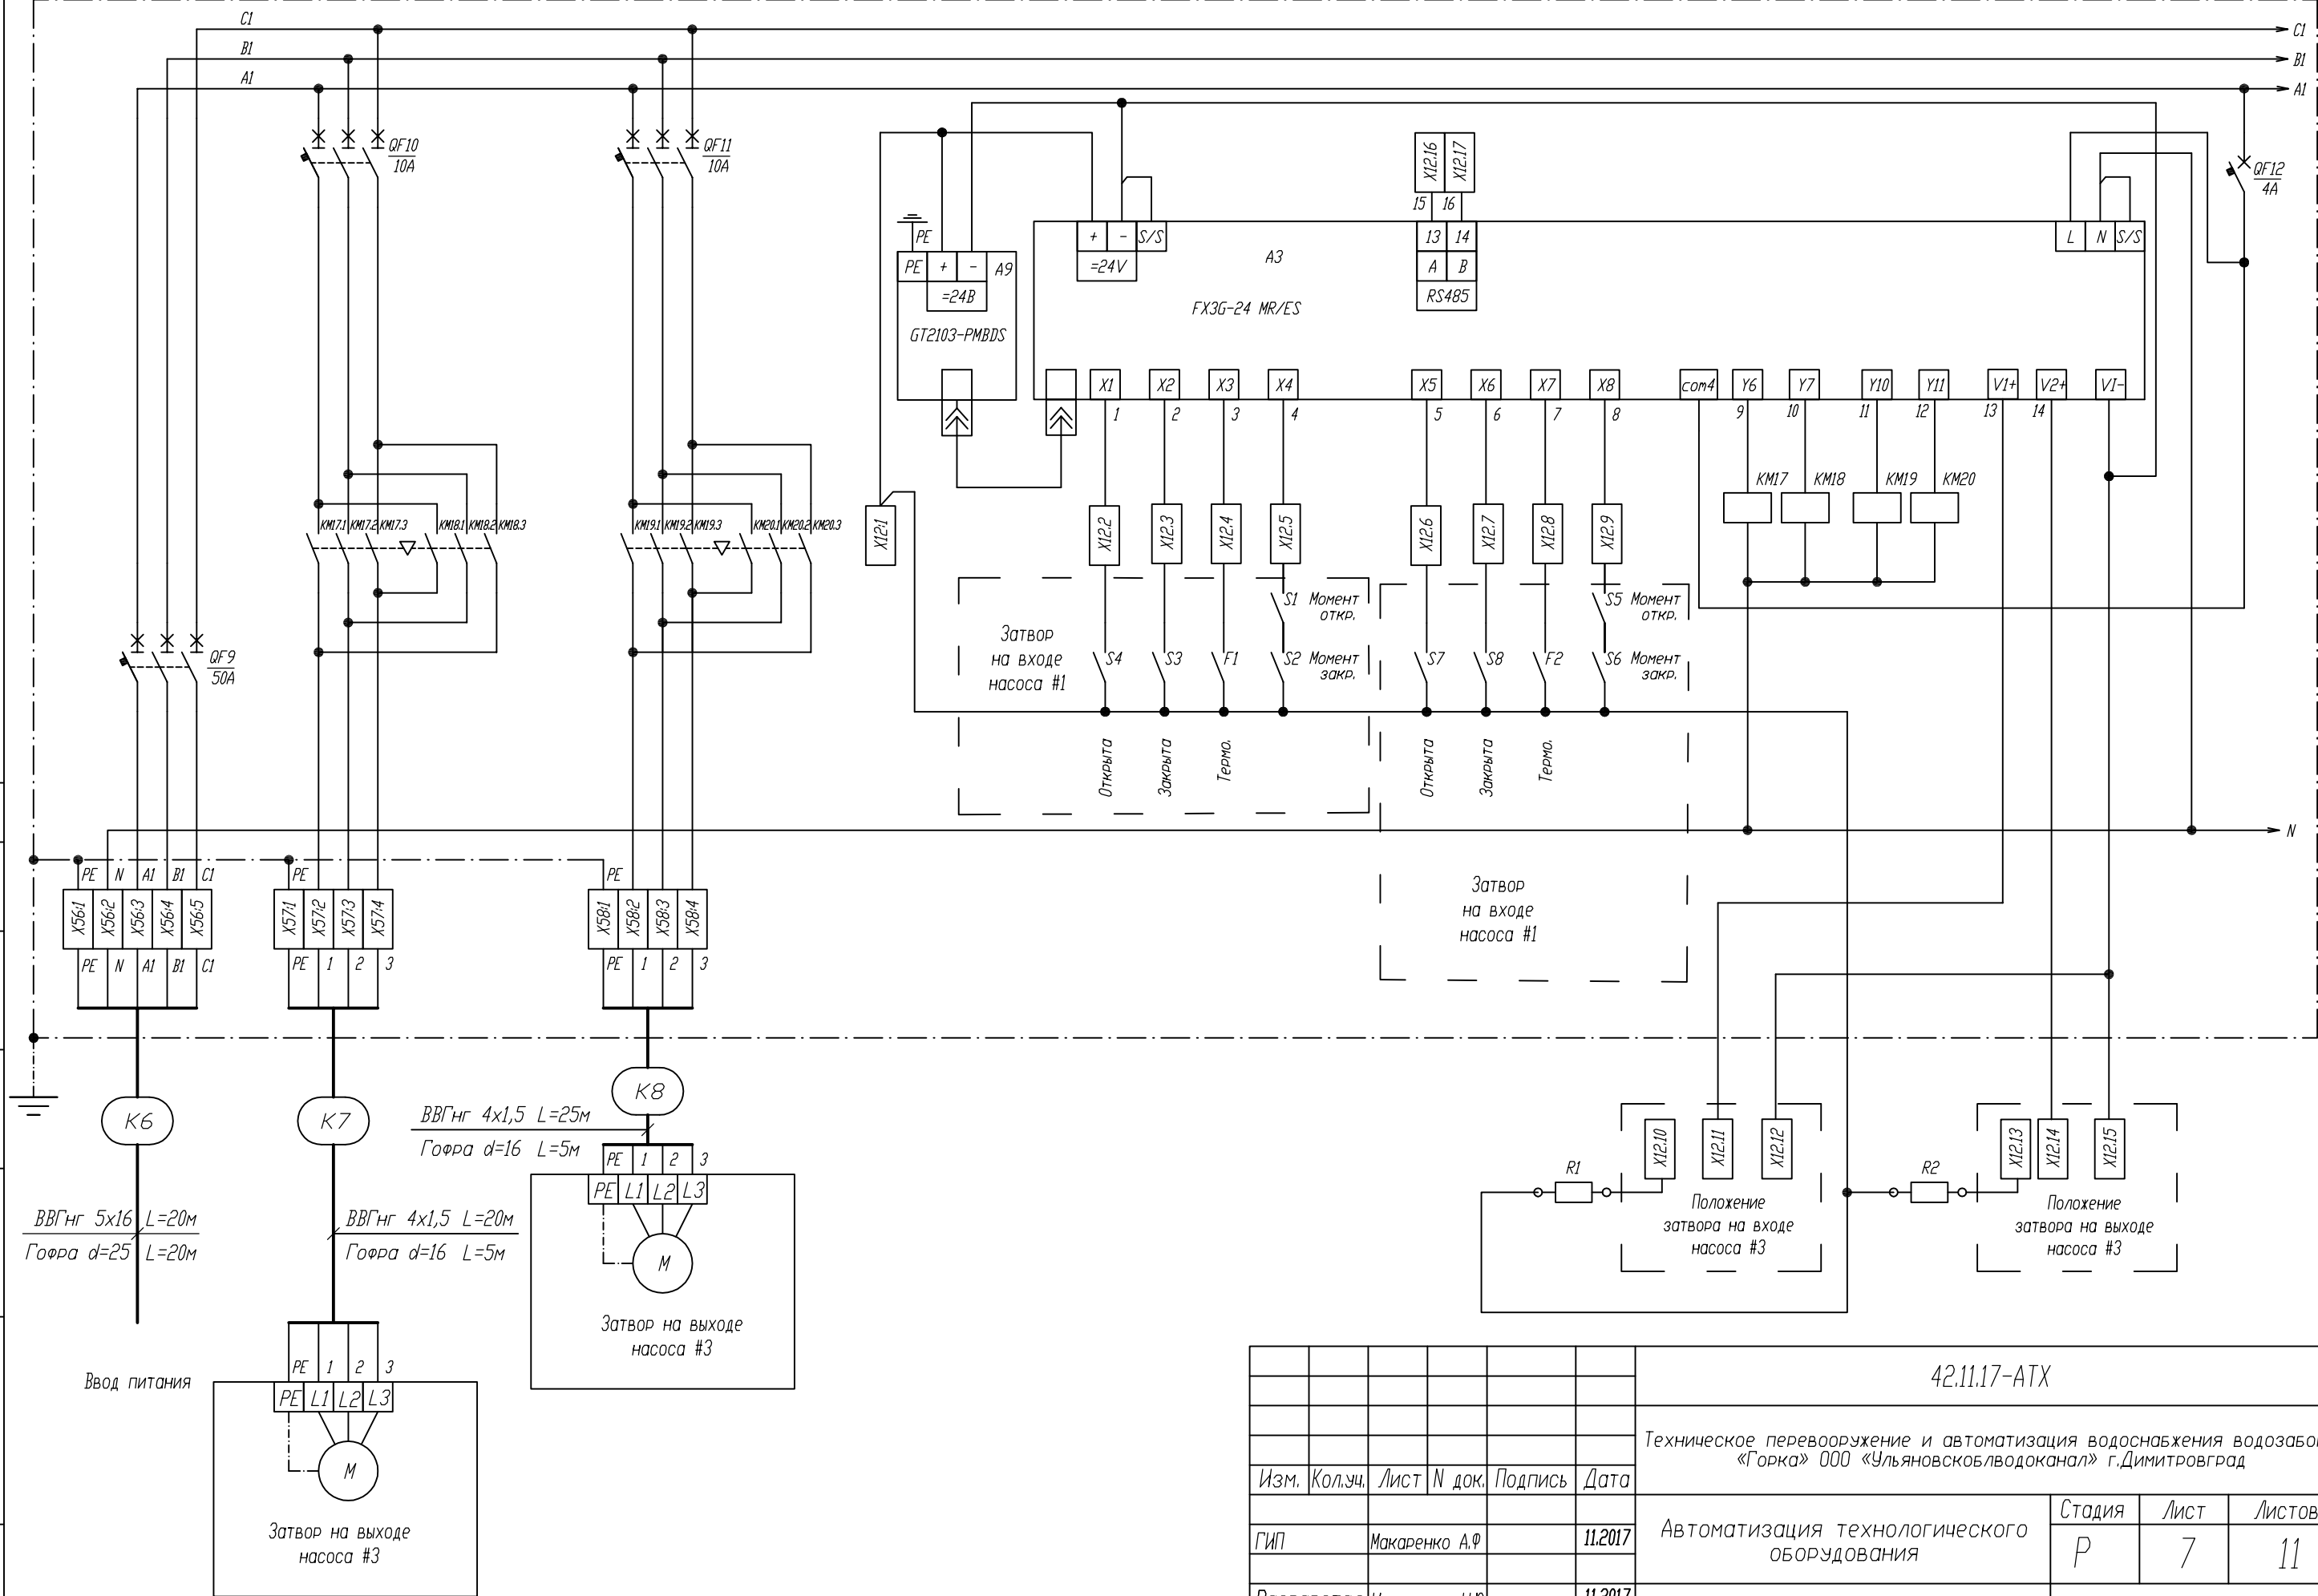 C1
B1
A1
C1
B1
A1
QF10
10A
QF11
10A
QF12
4A
X12.16
X12.17
15
16
PE
PE
+
-
A9
=24В
GT2103-PMBDS
+
-
S/S
=24V
A3
FX3G-24 MR/ES
13
14
A
B
RS485
L
N
S/S
X1
X2
X3
X4
X5
X6
X7
X8
com4
Y6
Y7
Y10
Y11
V1+
V2+
VI-
1
2
3
4
5
6
7
8
9
10
11
12
13
14
KM17
KM18
KM19
KM20
KM17.1
KM17.2
KM17.3
KM18.1
KM18.2
KM18.3
KM19.1
KM19.2
KM19.3
KM20.1
KM20.2
KM20.3
X12:1
X12.2
X12.3
X12.4
X12.5
X12.6
X12.7
X12.8
X12.9
S1 Момент
откр.
S5 Момент
откр.
Затвор
на входе
насоса #1
S4
S3
F1
S2 Момент
закр.
S7
S8
F2
S6 Момент
закр.
QF9
50A
Открыта
Закрыта
Термо.
Открыта
Закрыта
Термо.
N
PE
N
A1
B1
C1
PE
PE
X56:1
X56:2
X56:3
X56:4
X56:5
X57:1
X57:2
X57:3
X57:4
X58:1
X58:2
X58:3
X58:4
Затвор
на входе
насоса #1
PE
N
A1
B1
C1
PE
1
2
3
PE
1
2
3
K6
K7
K8
ВВГнг 4х1,5 L=25м
Гофра d=16 L=5м
PE
1
2
3
PE
L1
L2
L3
M
Затвор на выходе
насоса #3
ВВГнг 5х16 L=20м
Гофра d=25 L=20м
ВВГнг 4х1,5 L=20м
Гофра d=16 L=5м
X12.10
X12.11
X12.12
X12.13
X12.14
X12.15
R1
R2
Положение
затвора на входе
насоса #3
Положение
затвора на выходе
насоса #3
Ввод питания
PE
1
2
3
PE
L1
L2
L3
M
Затвор на выходе
насоса #3
42.11.17-АТХ
Техническое перевооружение и автоматизация водоснабжения
«Горка» ООО «Ульяновскоблводоканал» г.Димитровград
Изм.
Кол.уч.
Лист
N док.
Подпись
Дата
Автоматизация технологического
оборудования
Стадия
Лист
Листов
Р
7
11
ГИП
Макаренко А.Ф
11.2017
11.2017